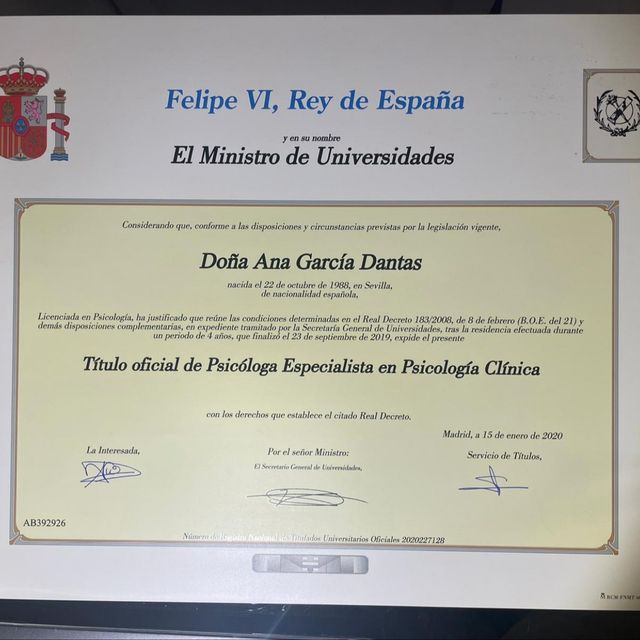 Felipe VI, Rey de España
y en su nombre
El Ministro de Universidades
Considerando que, conforme a las disposiciones y circunstancias previstas por la legislación vigente,
Doña Ana García Dantas
nacida el 22 de octubre de 1988, en Sevilla,
de nacionalidad española,
Licenciada en Psicología, ha justificado que reúne las condiciones determinadas en el Real Decreto 183/2008, de 8 de febrero (B.O.E. del 21) y
demás disposiciones complementarias, en expediente tramitado por la Secretaría General de Universidades, tras la residencia efectuada durante
un periodo de 4 años, que finalizó el 23 de septiembre de 2019, expide el presente
Título oficial de Psicóloga Especialista en Psicología Clínica
con los derechos que establece el citado Real Decreto.
Madrid, a 15 de enero de 2020
La Interesada,
Por el señor Ministro:
El Secretario General de Universidades,
Servicio de Títulos,
AB392926
Número de Registro Nacional de Titulados Universitarios Oficiales 2020227128